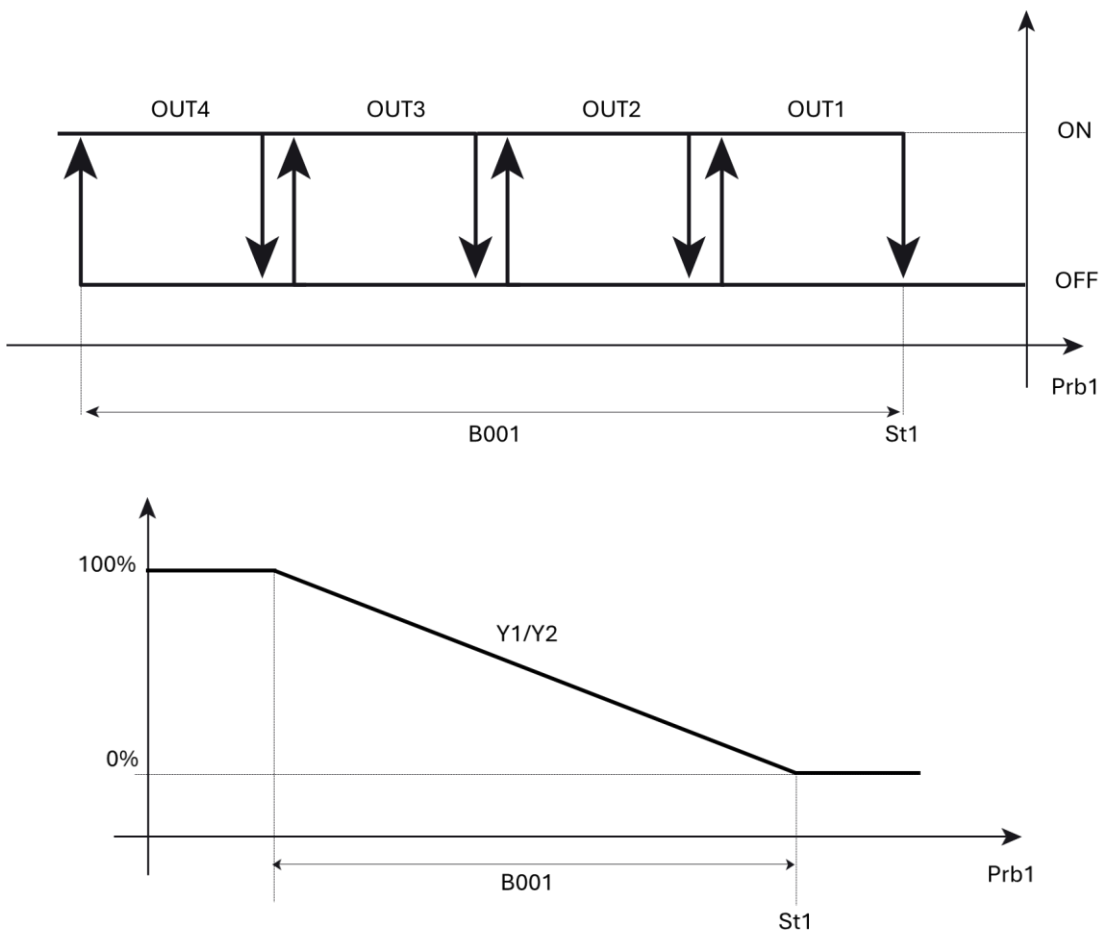 OUT4 OUT3 OUT2 OUT1
ON
OFF
Prb1
B001 St1
100%
Y1/Y2
0%
Prb1
B001
St1